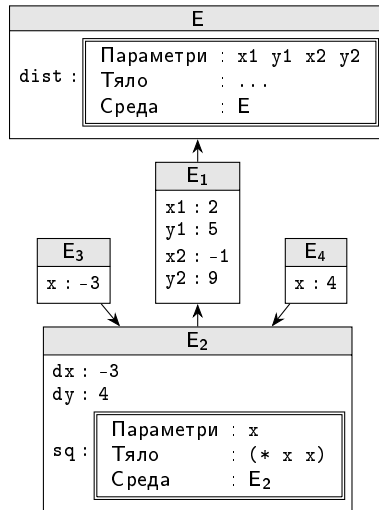 E
dist :
Параметри : x1 y1 x2 y2
Тяло : ...
Среда : E
E₁
x1 : 2
y1 : 5
x2 : -1
y2 : 9
E₃
x : -3
E₄
x : 4
E₂
dx : -3
dy : 4
sq :
Параметри : x
Тяло : (* x x)
Среда : E₂